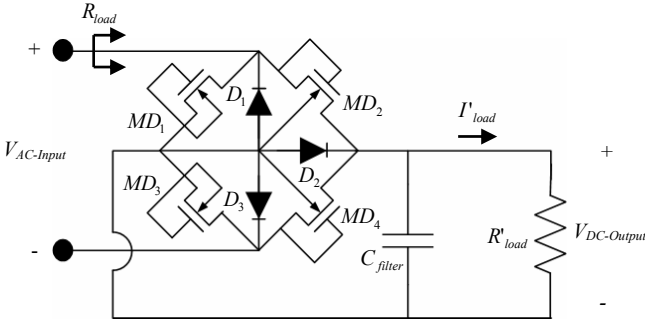 R_load
+
D_1
MD_1
MD_2
I'_load
V_AC-Input
+
MD_3
D_3
D_2
MD_4
C_filter
R'_load
V_DC-Output
-
-